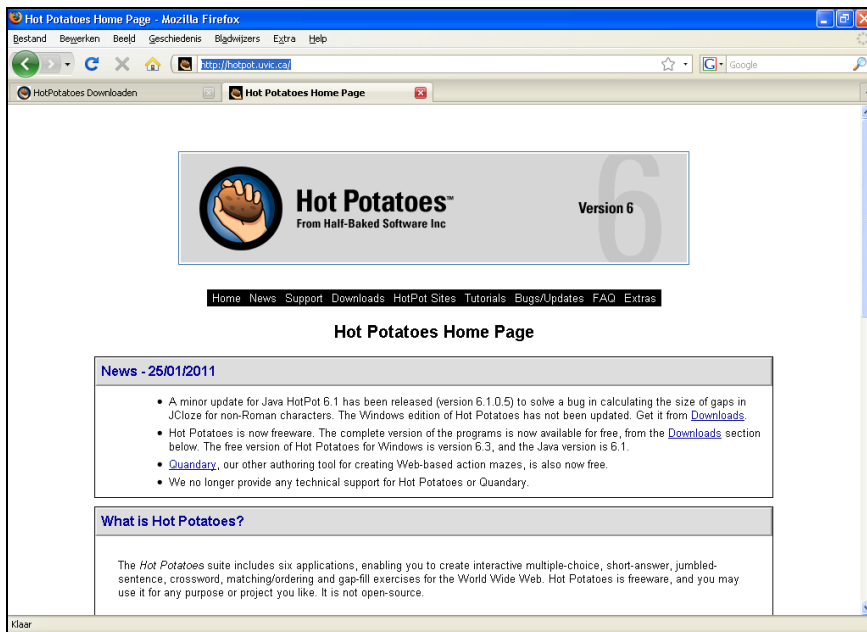 Hot Potatoes Home Page - Mozilla Firefox
Bestand Bewerken Beeld Geschiedenis Bladwijzers Extra Help
http://hotpot.uvic.ca/
G Google
HotPotatoes Downloaden
Hot Potatoes Home Page
6
Hot Potatoes™
From Half-Baked Software Inc
Version 6
Home News Support Downloads HotPot Sites Tutorials Bugs/Updates FAQ Extras
Hot Potatoes Home Page
News - 25/01/2011
• A minor update for Java HotPot 6.1 has been released (version 6.1.0.5) to solve a bug in calculating the size of gaps in
JCloze for non-Roman characters. The Windows edition of Hot Potatoes has not been updated. Get it from Downloads.
• Hot Potatoes is now freeware. The complete version of the programs is now available for free, from the Downloads section
below. The free version of Hot Potatoes for Windows is version 6.3, and the Java version is 6.1.
• Quandary, our other authoring tool for creating Web-based action mazes, is also now free.
• We no longer provide any technical support for Hot Potatoes or Quandary.
What is Hot Potatoes?
The Hot Potatoes suite includes six applications, enabling you to create interactive multiple-choice, short-answer, jumbled-
sentence, crossword, matching/ordering and gap-fill exercises for the World Wide Web. Hot Potatoes is freeware, and you may
use it for any purpose or project you like. It is not open-source.
Klaar